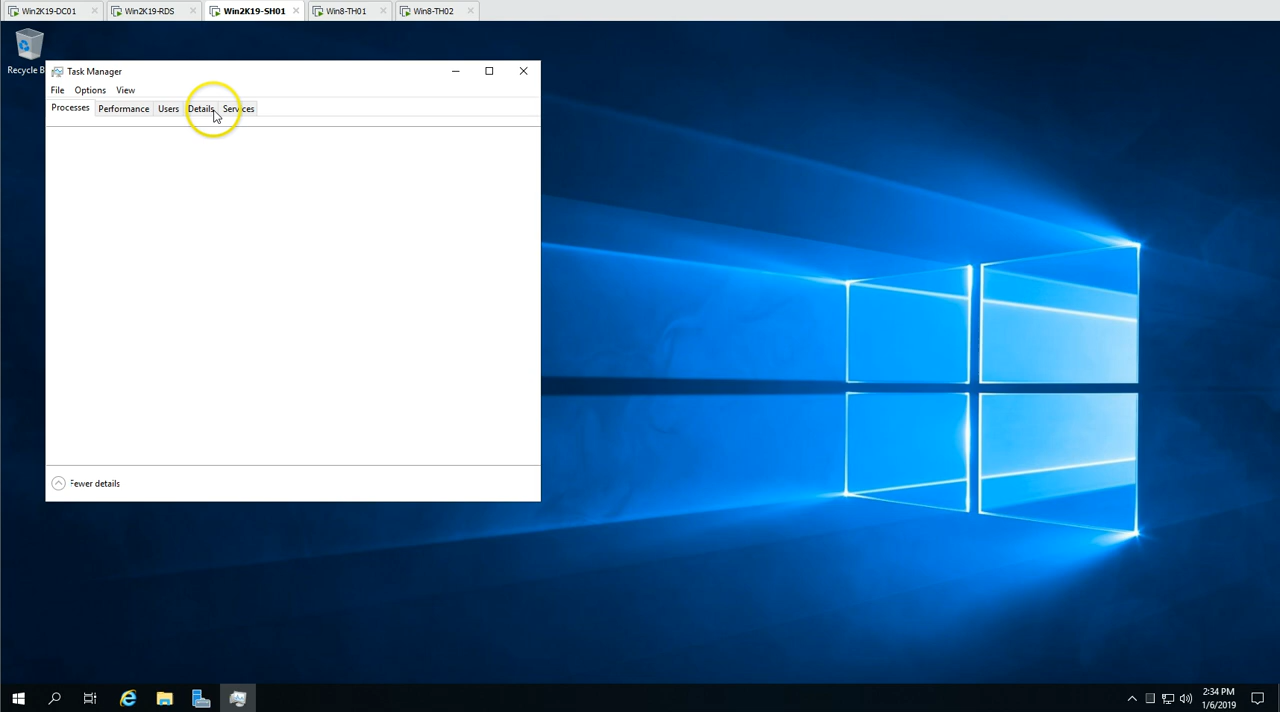 Win2K19-DC01 Win2K19-RDS Win2K19-SH01 Win8-TH01 Win8-TH02
Recycle B
Task Manager
File Options View
Processes Performance Users Details Services
Fewer details
2:34 PM
1/6/2019